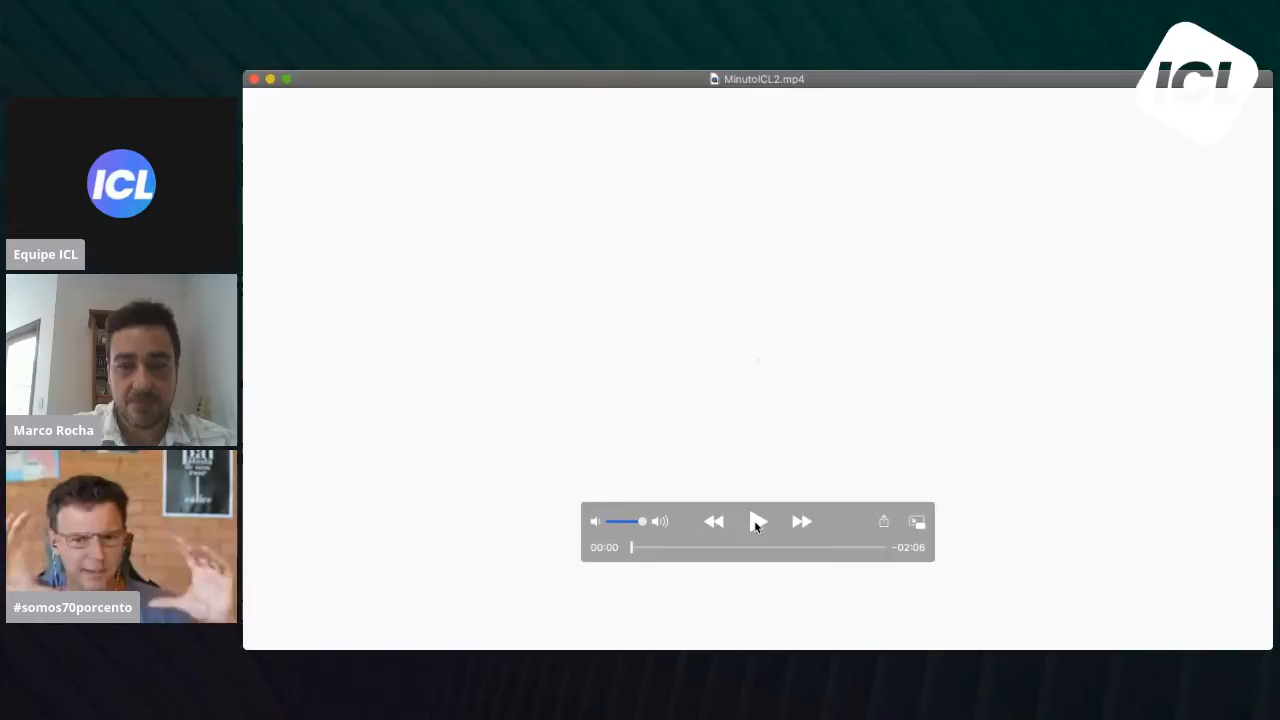 MinutoICL2.mp4
ICL
ICL
Equipe ICL
Marco Rocha
#somos70porcento
00:00
-02:06